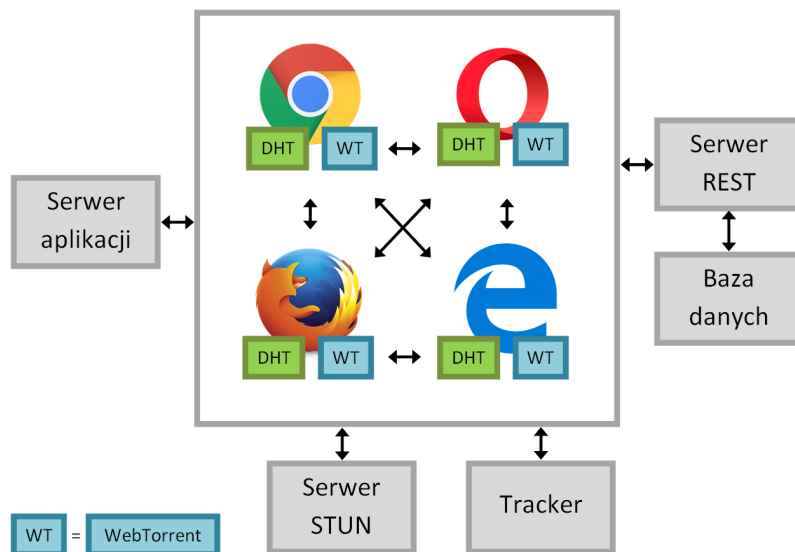 DHT WT
DHT WT
Serwer
REST
Serwer
aplikacji
Baza
danych
DHT WT
DHT WT
Serwer
STUN
Tracker
WT = WebTorrent